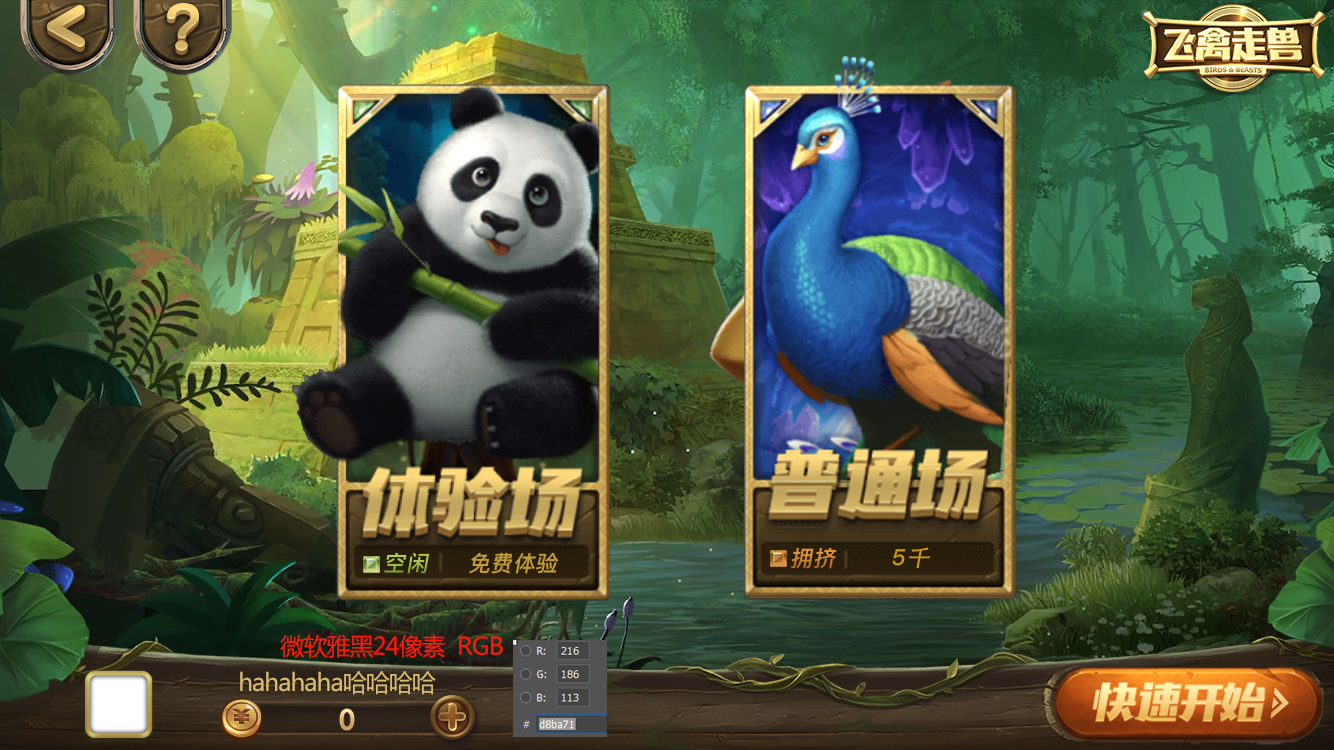 ?
飞禽走兽
BIRDS & BEASTS
体验场
空闲 免费体验
普通场
拥挤 5千
微软雅黑24像素 RGB
R: 216
G: 186
B: 113
# d8ba71
hahahaha哈哈哈哈
¥ 0
快速开始